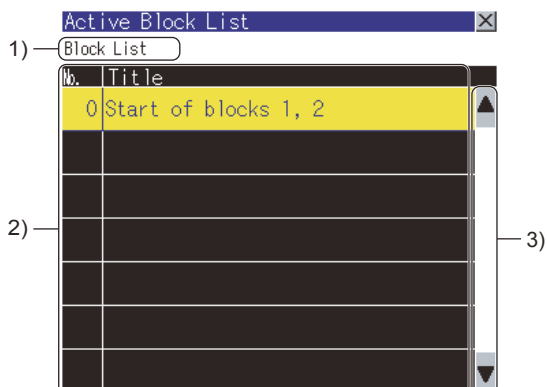 Active Block List
1) Block List
No. Title
0 Start of blocks 1, 2
2)
3)